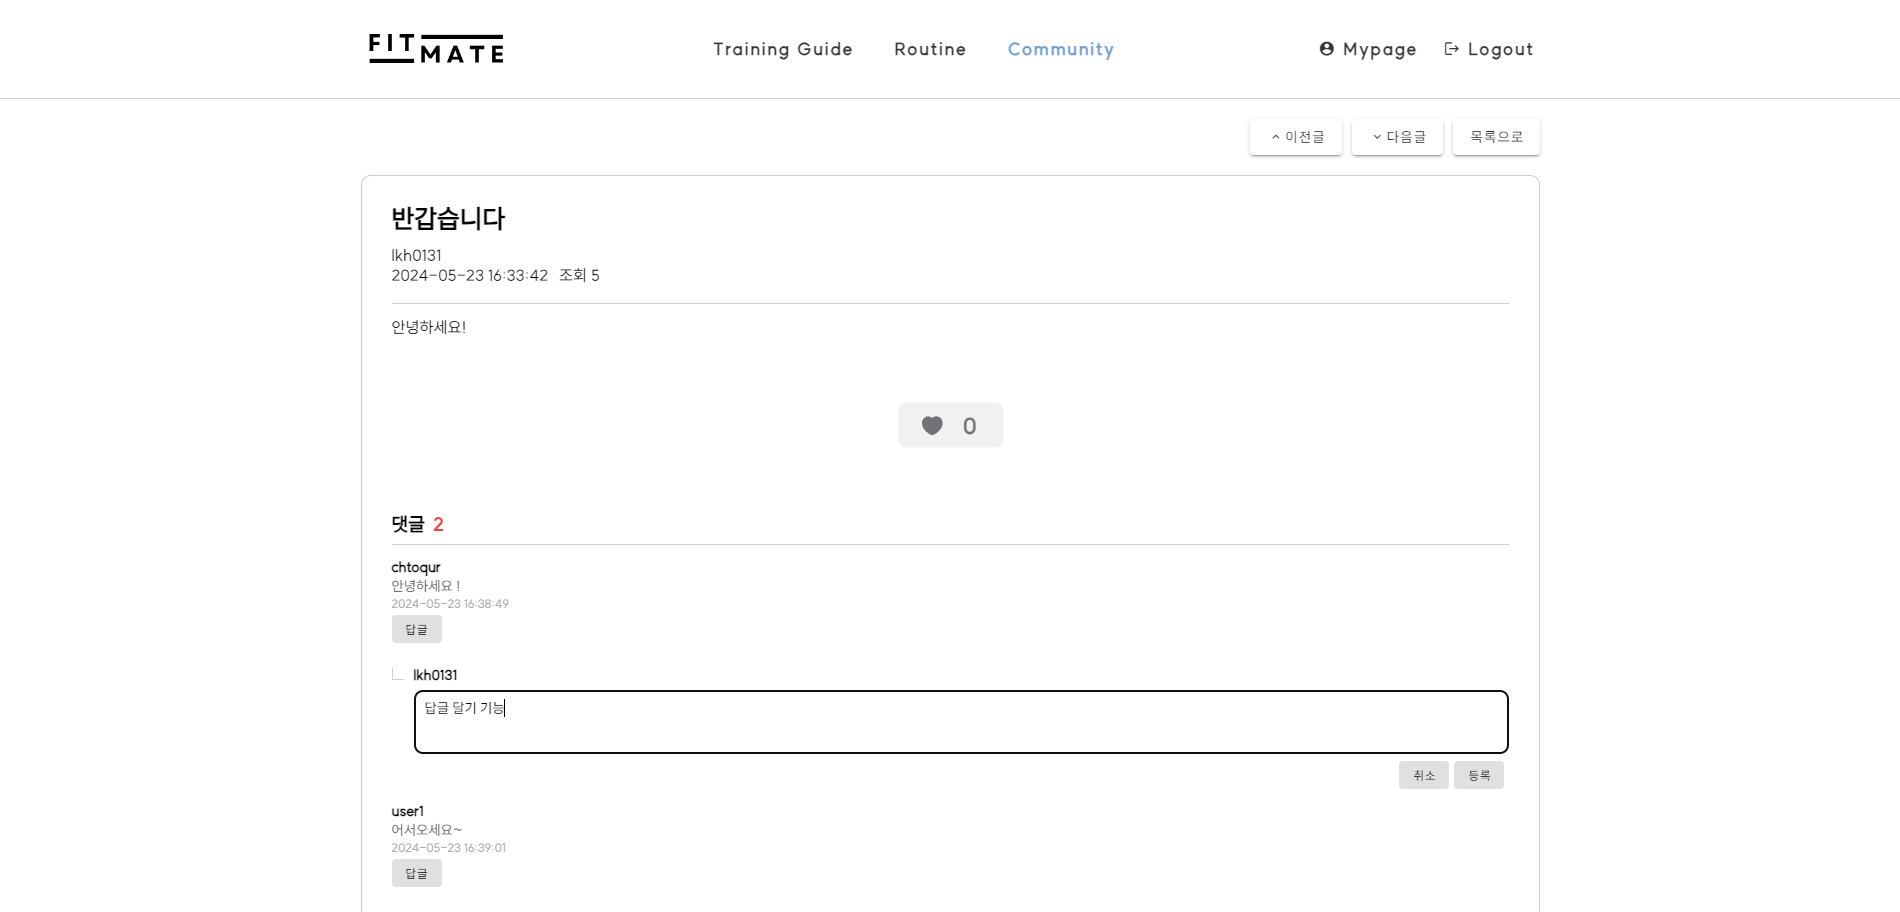 FIT MATE
Training Guide Routine Community Mypage Logout
이전글 다음글 목록으로
반갑습니다
lkh0131
2024-05-23 16:33:42 조회 5
안녕하세요!
0
댓글 2
chtoqur
안녕하세요 !
2024-05-23 16:38:49
답글
lkh0131
답글 달기 기능
취소 등록
user1
어서오세요~
2024-05-23 16:39:01
답글